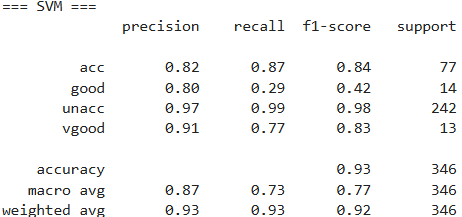 === SVM ===
precision recall f1-score support
acc 0.82 0.87 0.84 77
good 0.80 0.29 0.42 14
unacc 0.97 0.99 0.98 242
vgood 0.91 0.77 0.83 13
accuracy 0.93 346
macro avg 0.87 0.73 0.77 346
weighted avg 0.93 0.93 0.92 346